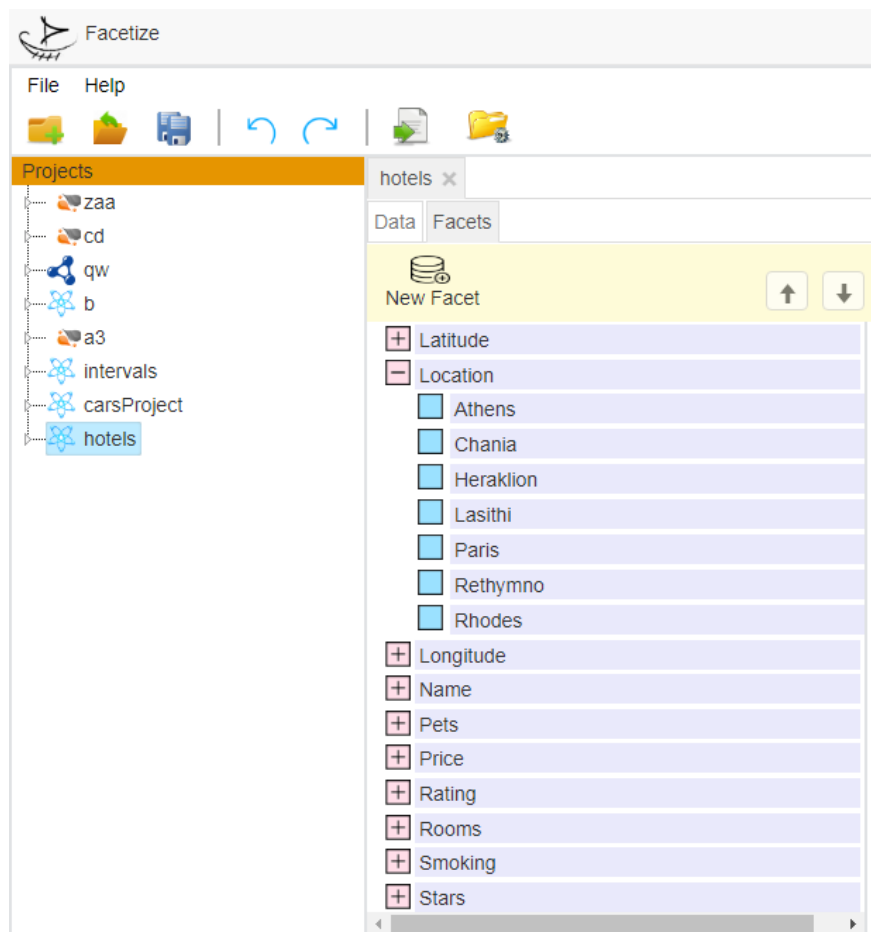 Facetize
File Help
Projects
zaa
cd
qw
b
a3
intervals
carsProject
hotels
hotels
Data Facets
New Facet
Latitude
Location
Athens
Chania
Heraklion
Lasithi
Paris
Rethymno
Rhodes
Longitude
Name
Pets
Price
Rating
Rooms
Smoking
Stars